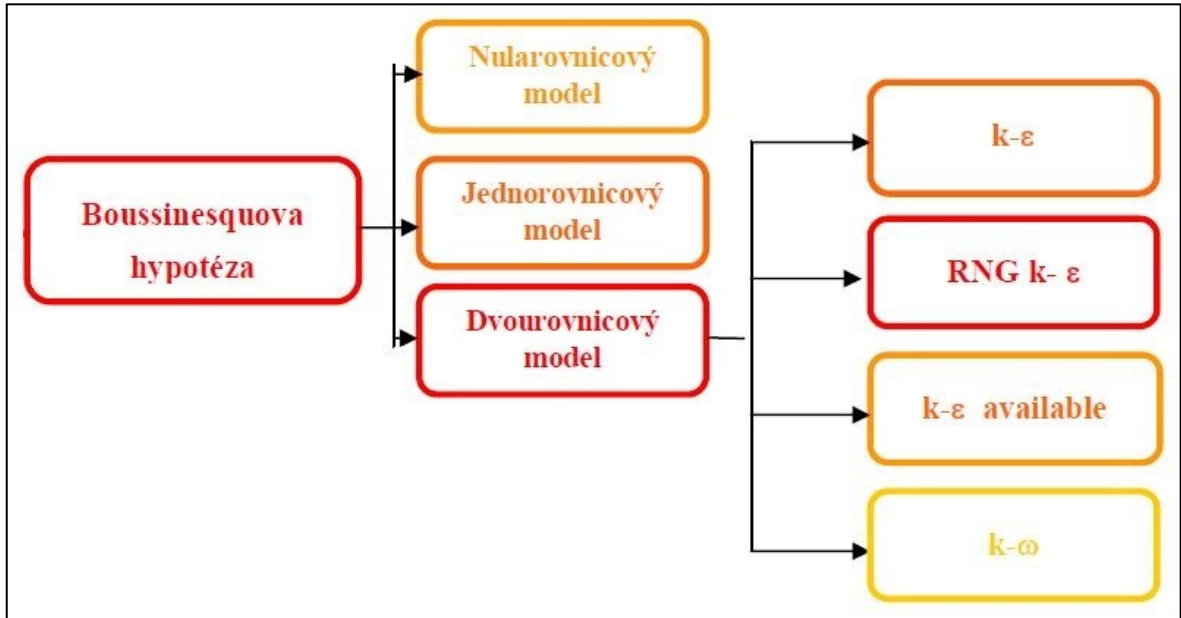 Boussinesquova
hypotéza
Nularovnicový
model
Jednorovnicový
model
Dvourovnicový
model
k-ε
RNG k- ε
k-ε available
k-ω